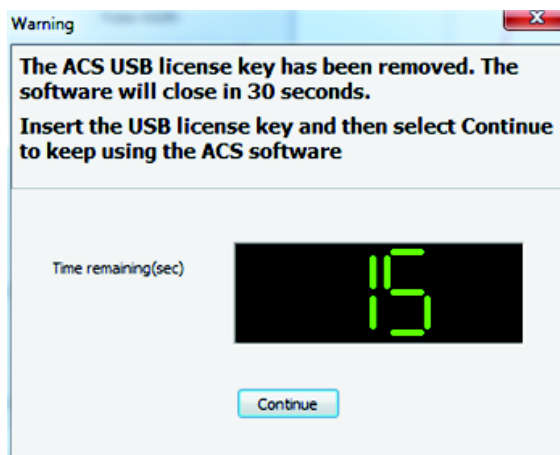 Warning
The ACS USB license key has been removed. The
software will close in 30 seconds.
Insert the USB license key and then select Continue
to keep using the ACS software
Time remaining(sec)
15
Continue